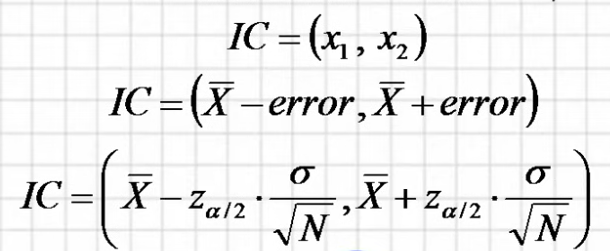 IC = (x₁, x₂)
IC = (X̅ − error, X̅ + error)
IC = (X̅ − z_{α/2} · σ/√N, X̅ + z_{α/2} · σ/√N)